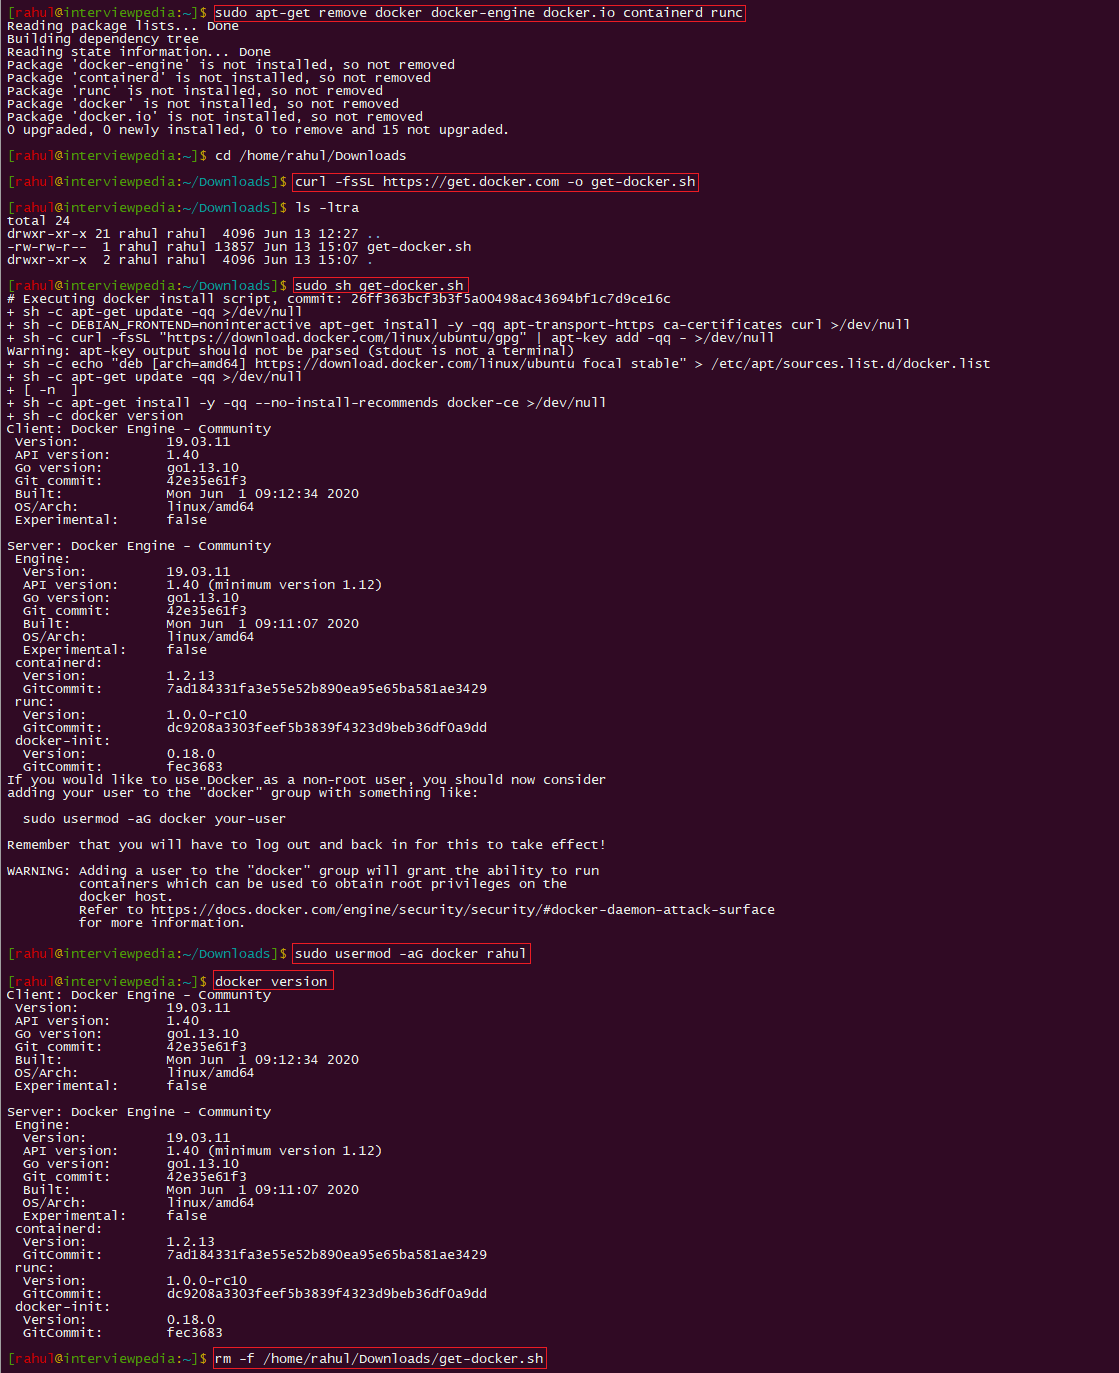 [rahul@interviewpedia:~]$ sudo apt-get remove docker docker-engine docker.io containerd runc
Reading package lists... Done
Building dependency tree
Reading state information... Done
Package 'docker-engine' is not installed, so not removed
Package 'containerd' is not installed, so not removed
Package 'runc' is not installed, so not removed
Package 'docker' is not installed, so not removed
Package 'docker.io' is not installed, so not removed
0 upgraded, 0 newly installed, 0 to remove and 15 not upgraded.
[rahul@interviewpedia:~]$ cd /home/rahul/Downloads
[rahul@interviewpedia:~/Downloads]$ curl -fsSL https://get.docker.com -o get-docker.sh
[rahul@interviewpedia:~/Downloads]$ ls -ltra
total 24
drwxr-xr-x 21 rahul rahul  4096 Jun 13 12:27 ..
-rw-rw-r--  1 rahul rahul 13857 Jun 13 15:07 get-docker.sh
drwxr-xr-x  2 rahul rahul  4096 Jun 13 15:07 .
[rahul@interviewpedia:~/Downloads]$ sudo sh get-docker.sh
# Executing docker install script, commit: 26ff363bcf3b3f5a00498ac43694bf1c7d9ce16c
+ sh -c apt-get update -qq >/dev/null
+ sh -c DEBIAN_FRONTEND=noninteractive apt-get install -y -qq apt-transport-https ca-certificates curl >/dev/null
+ sh -c curl -fsSL "https://download.docker.com/linux/ubuntu/gpg" | apt-key add -qq - >/dev/null
Warning: apt-key output should not be parsed (stdout is not a terminal)
+ sh -c echo "deb [arch=amd64] https://download.docker.com/linux/ubuntu focal stable" > /etc/apt/sources.list.d/docker.list
+ sh -c apt-get update -qq >/dev/null
+ [ -n  ]
+ sh -c apt-get install -y -qq --no-install-recommends docker-ce >/dev/null
+ sh -c docker version
Client: Docker Engine - Community
 Version:           19.03.11
 API version:       1.40
 Go version:        go1.13.10
 Git commit:        42e35e61f3
 Built:             Mon Jun  1 09:12:34 2020
 OS/Arch:           linux/amd64
 Experimental:      false
Server: Docker Engine - Community
 Engine:
  Version:          19.03.11
  API version:      1.40 (minimum version 1.12)
  Go version:       go1.13.10
  Git commit:       42e35e61f3
  Built:            Mon Jun  1 09:11:07 2020
  OS/Arch:          linux/amd64
  Experimental:     false
 containerd:
  Version:          1.2.13
  GitCommit:        7ad184331fa3e55e52b890ea95e65ba581ae3429
 runc:
  Version:          1.0.0-rc10
  GitCommit:        dc9208a3303feef5b3839f4323d9beb36df0a9dd
 docker-init:
  Version:          0.18.0
  GitCommit:        fec3683
If you would like to use Docker as a non-root user, you should now consider
adding your user to the "docker" group with something like:
  sudo usermod -aG docker your-user
Remember that you will have to log out and back in for this to take effect!
WARNING: Adding a user to the "docker" group will grant the ability to run
         containers which can be used to obtain root privileges on the
         docker host.
         Refer to https://docs.docker.com/engine/security/security/#docker-daemon-attack-surface
         for more information.
[rahul@interviewpedia:~/Downloads]$ sudo usermod -aG docker rahul
[rahul@interviewpedia:~]$ docker version
Client: Docker Engine - Community
 Version:           19.03.11
 API version:       1.40
 Go version:        go1.13.10
 Git commit:        42e35e61f3
 Built:             Mon Jun  1 09:12:34 2020
 OS/Arch:           linux/amd64
 Experimental:      false
Server: Docker Engine - Community
 Engine:
  Version:          19.03.11
  API version:      1.40 (minimum version 1.12)
  Go version:       go1.13.10
  Git commit:       42e35e61f3
  Built:            Mon Jun  1 09:11:07 2020
  OS/Arch:          linux/amd64
  Experimental:     false
 containerd:
  Version:          1.2.13
  GitCommit:        7ad184331fa3e55e52b890ea95e65ba581ae3429
 runc:
  Version:          1.0.0-rc10
  GitCommit:        dc9208a3303feef5b3839f4323d9beb36df0a9dd
 docker-init:
  Version:          0.18.0
  GitCommit:        fec3683
[rahul@interviewpedia:~]$ rm -f /home/rahul/Downloads/get-docker.sh